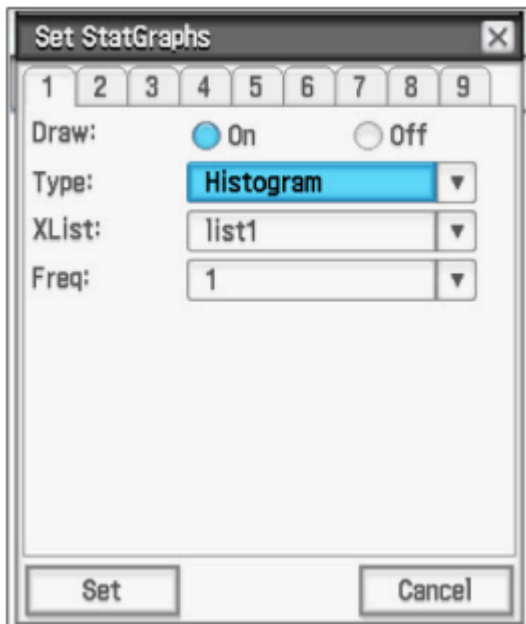 Set StatGraphs
1 2 3 4 5 6 7 8 9
Draw: On Off
Type: Histogram
XList: list1
Freq: 1
Set Cancel